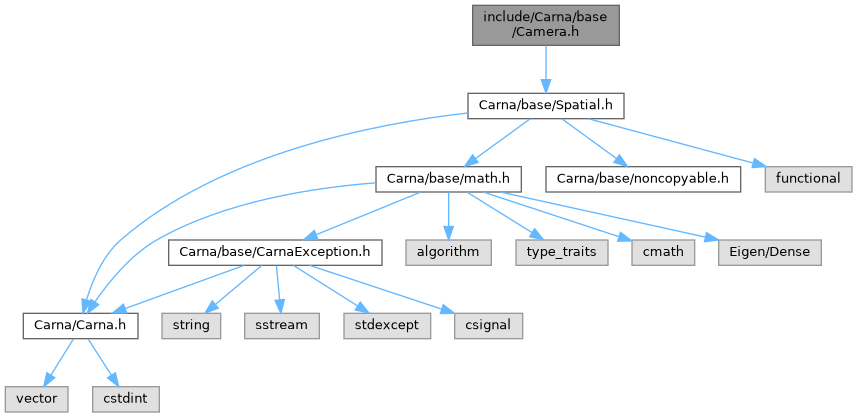 include/Carna/base
/Camera.h
Carna/base/Spatial.h
Carna/base/math.h
Carna/base/noncopyable.h
functional
Carna/base/CarnaException.h
algorithm
type_traits
cmath
Eigen/Dense
Carna/Carna.h
string
sstream
stdexcept
csignal
vector
cstdint